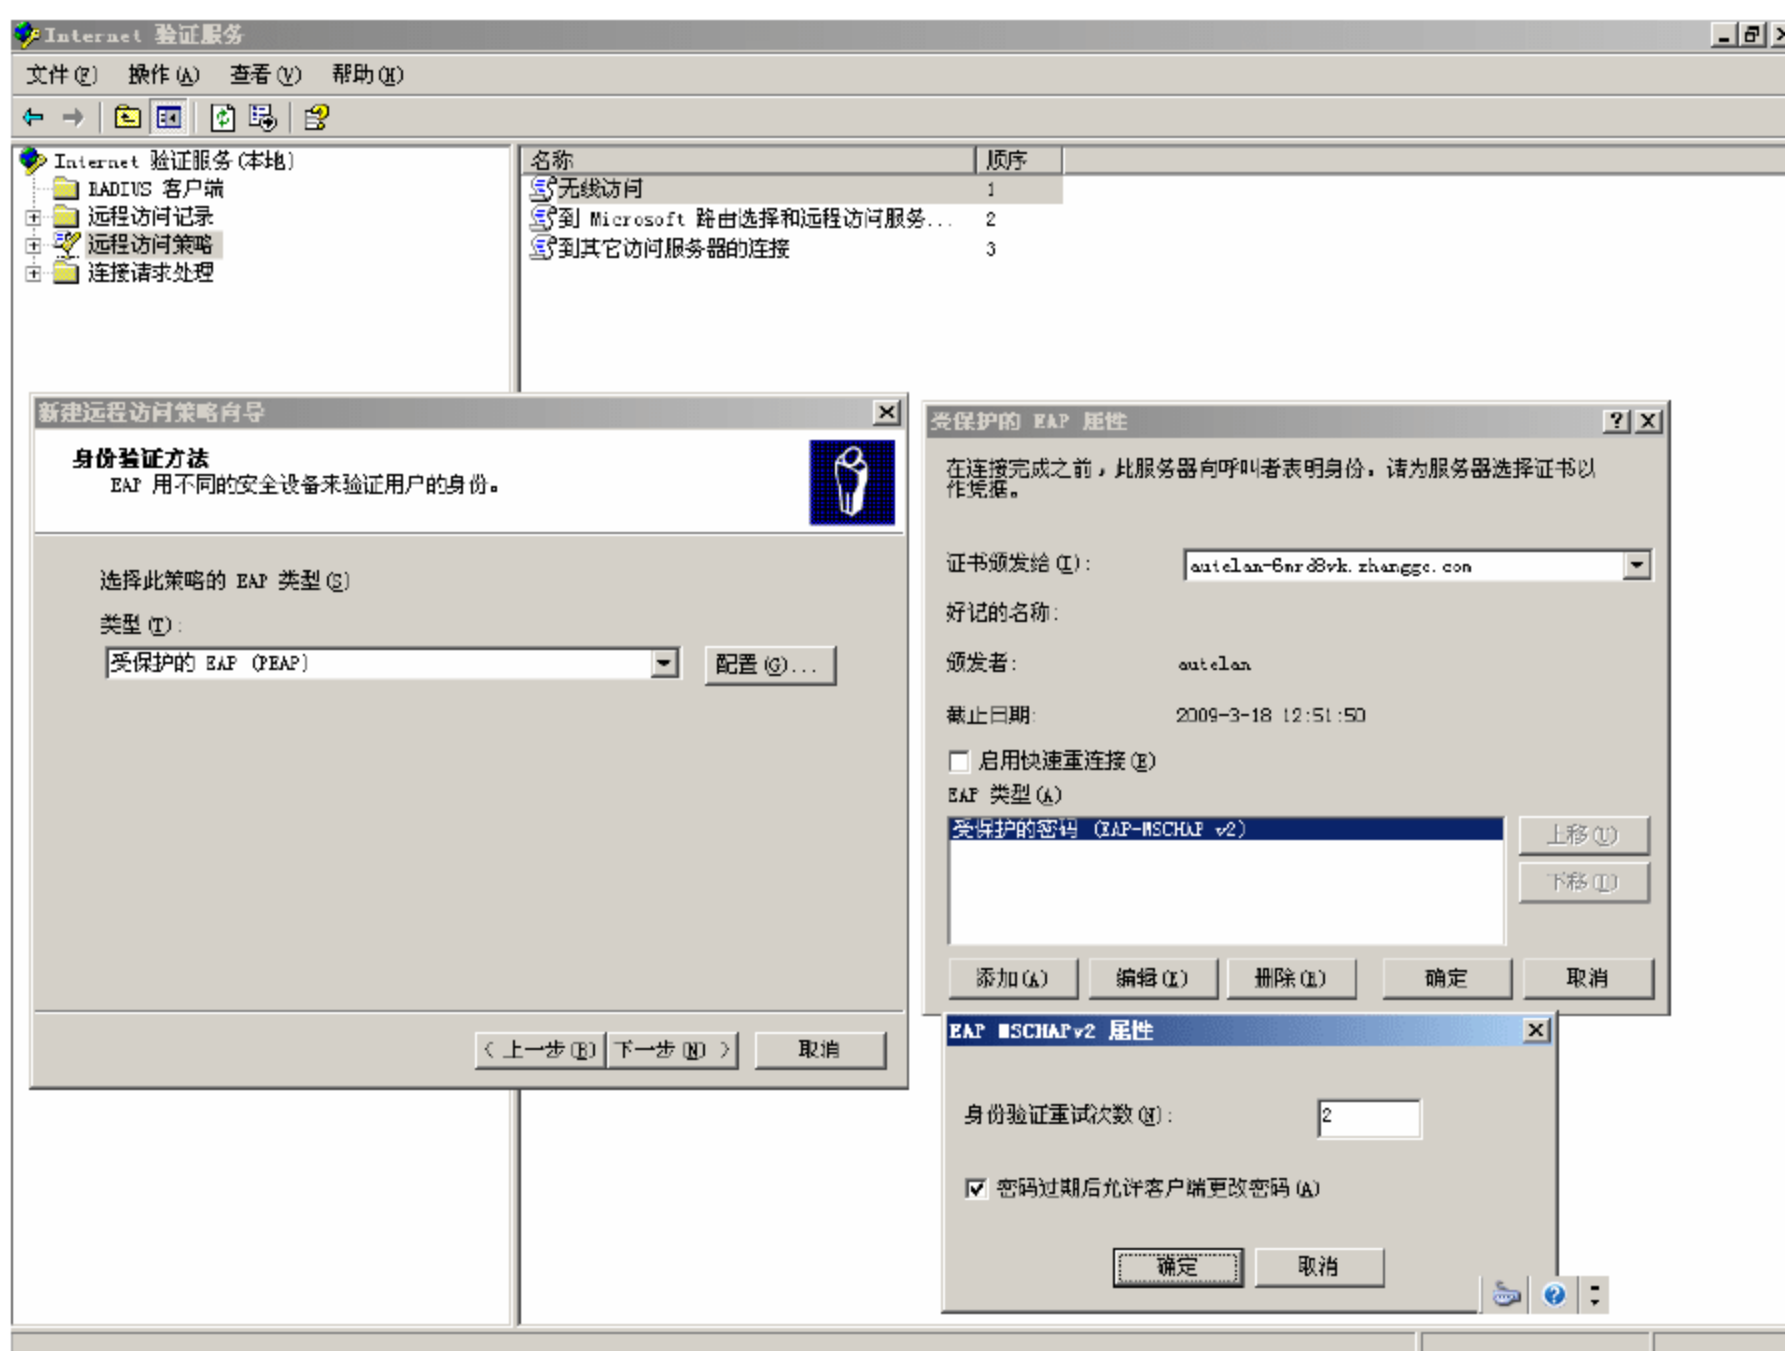 Internet 验证服务
文件(F) 操作(A) 查看(V) 帮助(H)
Internet 验证服务(本地)
RADIUS 客户端
远程访问记录
远程访问策略
连接请求处理
名称 顺序
无线访问 1
到 Microsoft 路由选择和远程访问服务... 2
到其它访问服务器的连接 3
新建远程访问策略向导
身份验证方法
EAP 用不同的安全设备来验证用户的身份。
选择此策略的 EAP 类型(S)
类型(T):
受保护的 EAP (PEAP)
配置(G)...
< 上一步(B) 下一步(N) > 取消
受保护的 EAP 属性
在连接完成之前，此服务器向呼叫者表明身份。请为服务器选择证书以
作凭据。
证书颁发给(I):
好记的名称:
颁发者: autelan
截止日期: 2009-3-18 12:51:50
启用快速重连接(E)
EAP 类型(A)
受保护的密码 (EAP-MSCHAP v2)
上移(U)
下移(D)
添加(A) 编辑(E) 删除(R) 确定 取消
EAP MSCHAPv2 属性
身份验证重试次数(N): 2
密码过期后允许客户端更改密码(A)
确定 取消